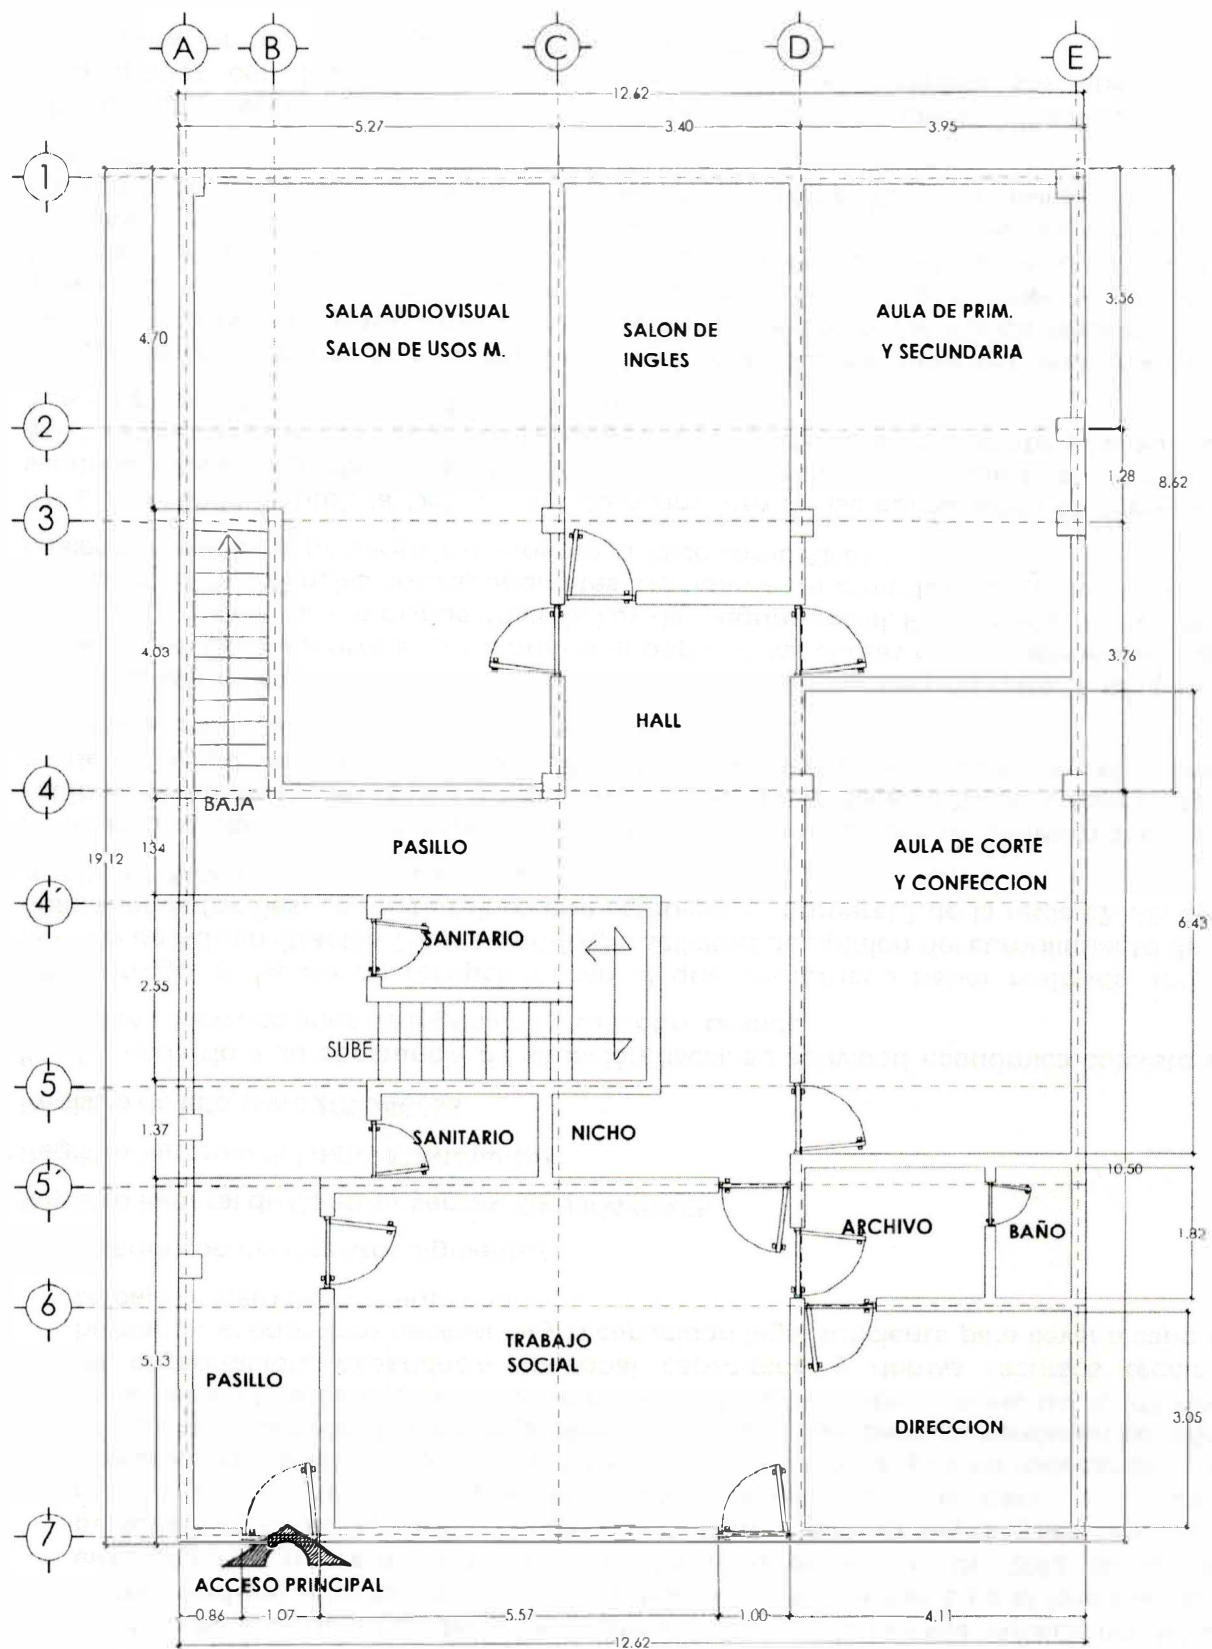 A
B
C
D
E
12.62
5.27
3.40
3.95
1
2
3
4
4´
5
5´
6
7
4.70
4.03
134
19.12
2.55
1.37
5.13
3.56
1.28
8.62
3.76
6.43
10.50
1.82
3.05
SALA AUDIOVISUAL
SALON DE USOS M.
SALON DE
INGLES
AULA DE PRIM.
Y SECUNDARIA
HALL
BAJA
PASILLO
AULA DE CORTE
Y CONFECCION
SANITARIO
SUBE
SANITARIO
NICHO
ARCHIVO
BAÑO
TRABAJO
SOCIAL
PASILLO
DIRECCION
ACCESO PRINCIPAL
0.86
1.07
5.57
1.00
4.11
12.62